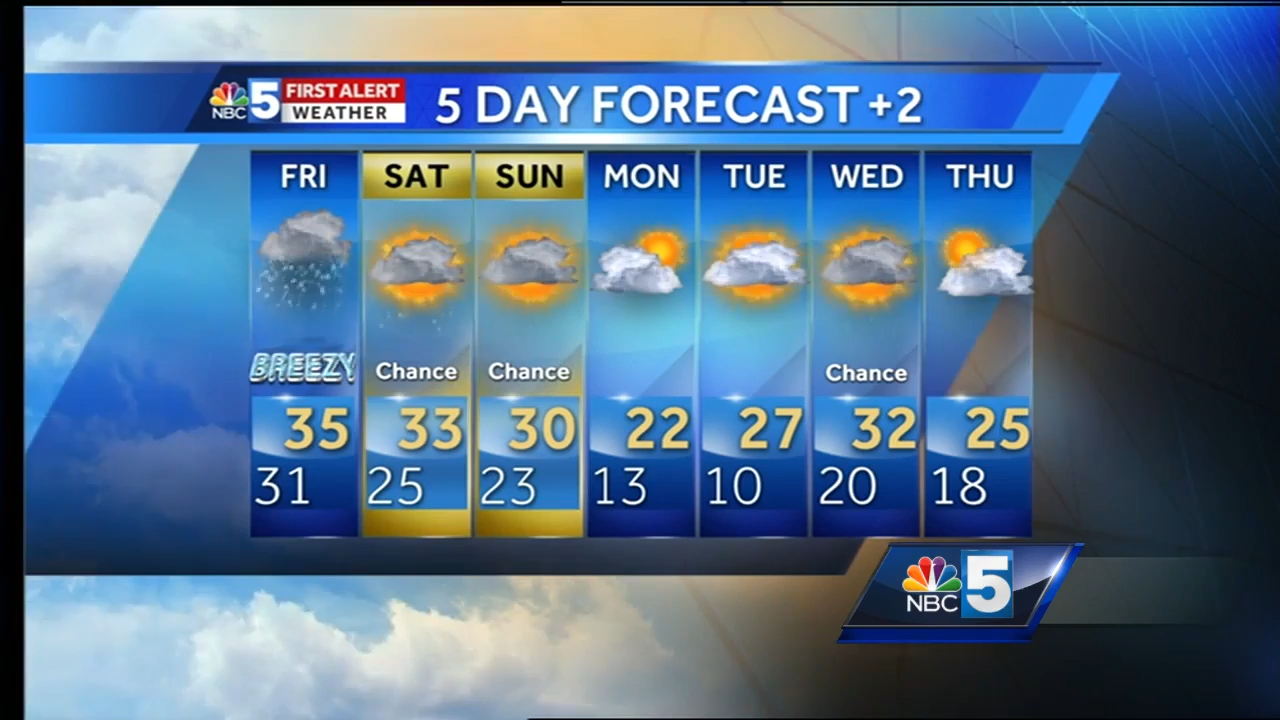 NBC 5 FIRST ALERT WEATHER
5 DAY FORECAST +2
FRI SAT SUN MON TUE WED THU
BREEZY Chance Chance Chance
35 33 30 22 27 32 25
31 25 23 13 10 20 18
NBC 5